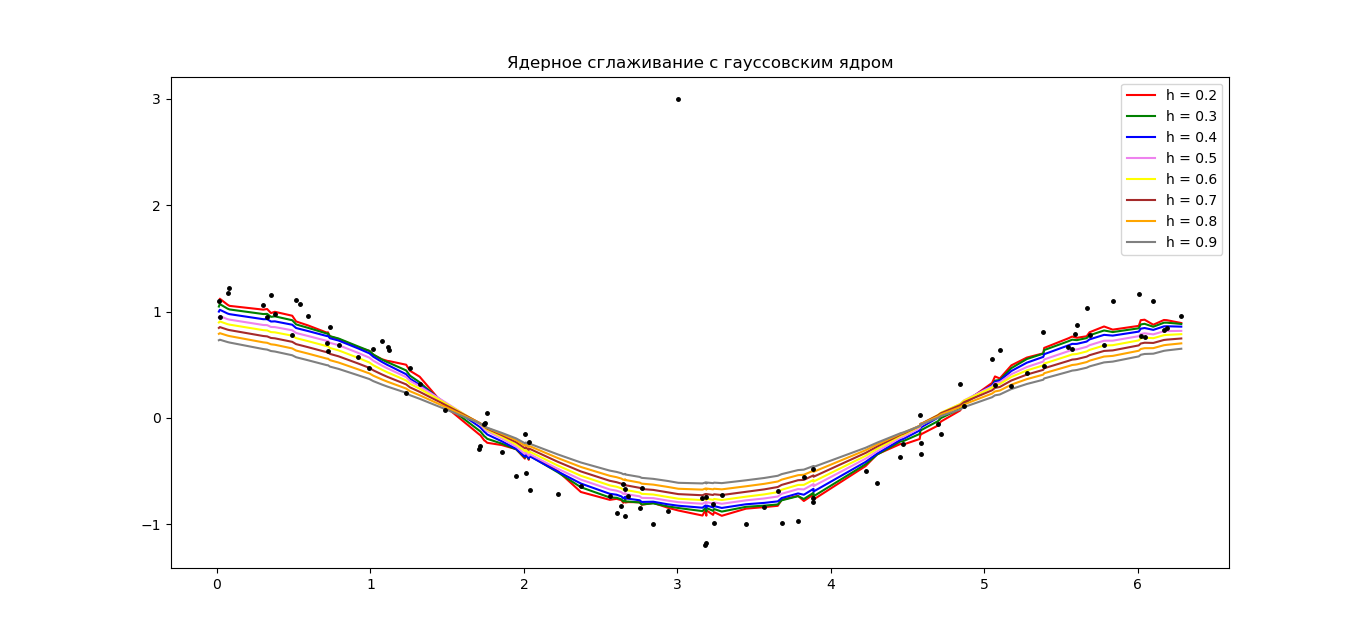 Ядерное сглаживание с гауссовским ядром
3
2
1
0
−1
0 1 2 3 4 5 6
h = 0.2
h = 0.3
h = 0.4
h = 0.5
h = 0.6
h = 0.7
h = 0.8
h = 0.9